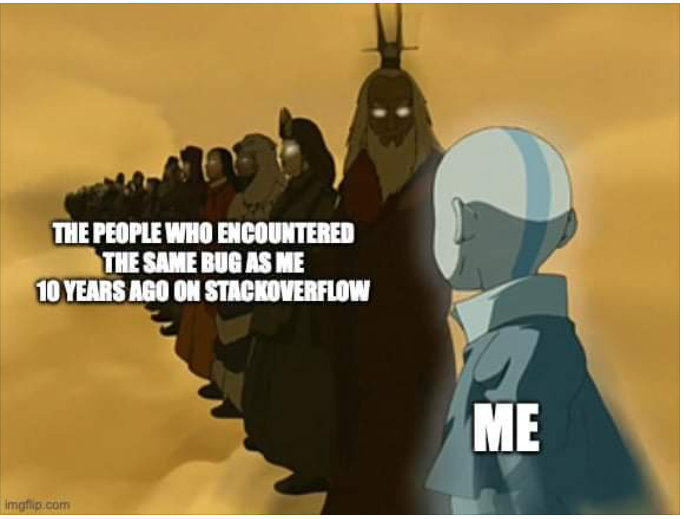 THE PEOPLE WHO ENCOUNTERED
THE SAME BUG AS ME
10 YEARS AGO ON STACKOVERFLOW
ME
imgflip.com